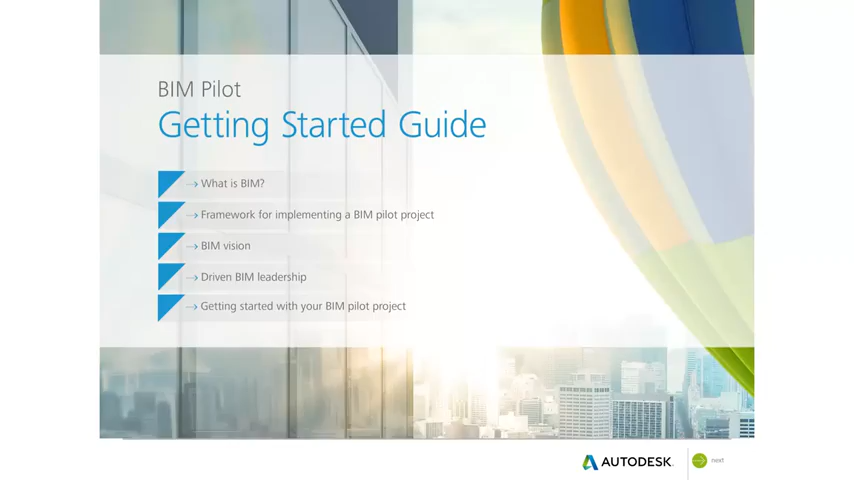 BIM Pilot
Getting Started Guide
What is BIM?
Framework for implementing a BIM pilot project
BIM vision
Driven BIM leadership
Getting started with your BIM pilot project
AUTODESK.
next